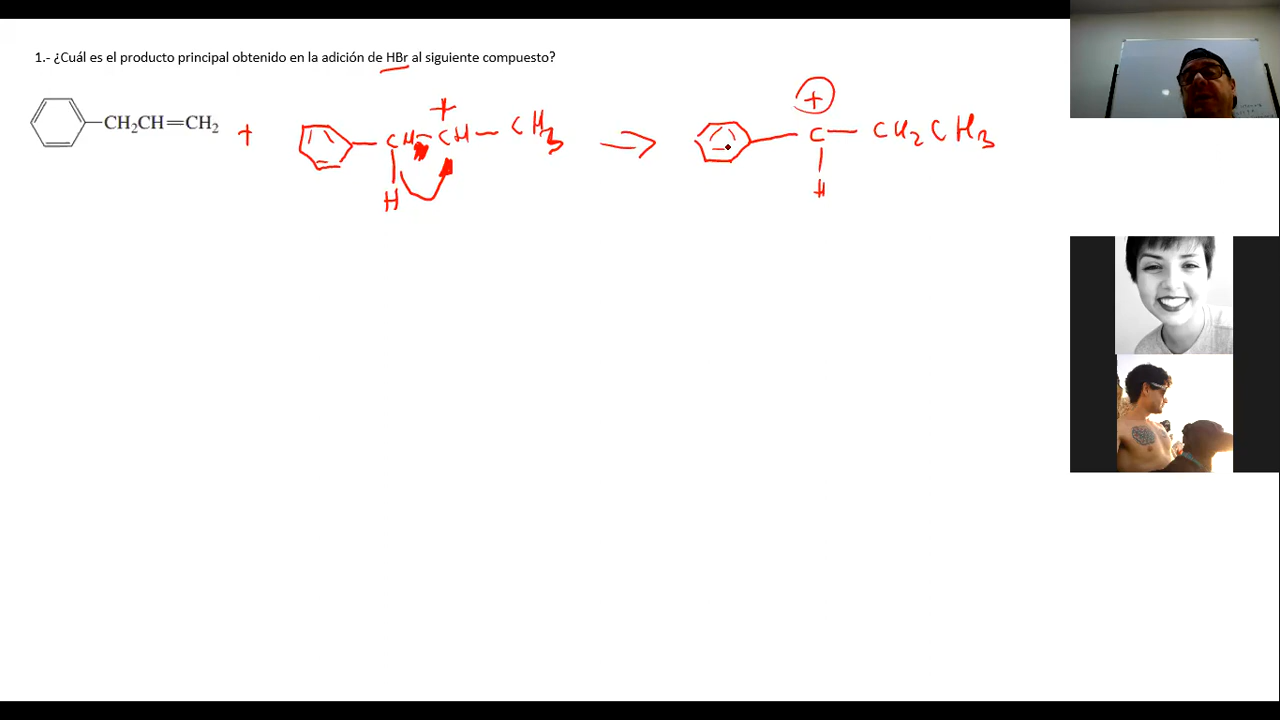 1.- ¿Cuál es el producto principal obtenido en la adición de HBr al siguiente compuesto?
CH₂CH=CH₂ + CH-CH-CH₃ → C-CH₂CH₃
+ +
H H